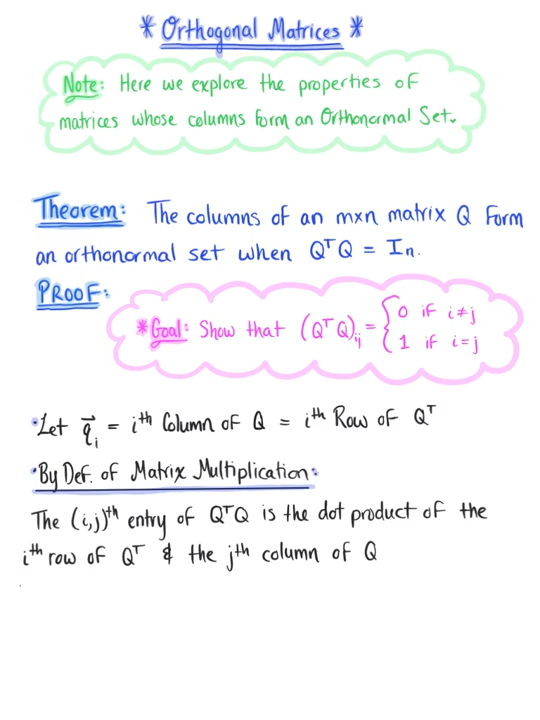 * Orthogonal Matrices *
Note: Here we explore the properties of
matrices whose columns form an Orthonormal Set.
Theorem: The columns of an mxn matrix Q Form
an orthonormal set when QᵀQ = Iₙ.
PROOF:
*Goal: Show that (QᵀQ)ᵢⱼ = { 0 if i≠j
1 if i=j
•Let q⃗ᵢ = iᵗʰ Column of Q = iᵗʰ Row of Qᵀ
•By Def. of Matrix Multiplication:
The (i,j)ᵗʰ entry of QᵀQ is the dot product of the
iᵗʰ row of Qᵀ & the jᵗʰ column of Q